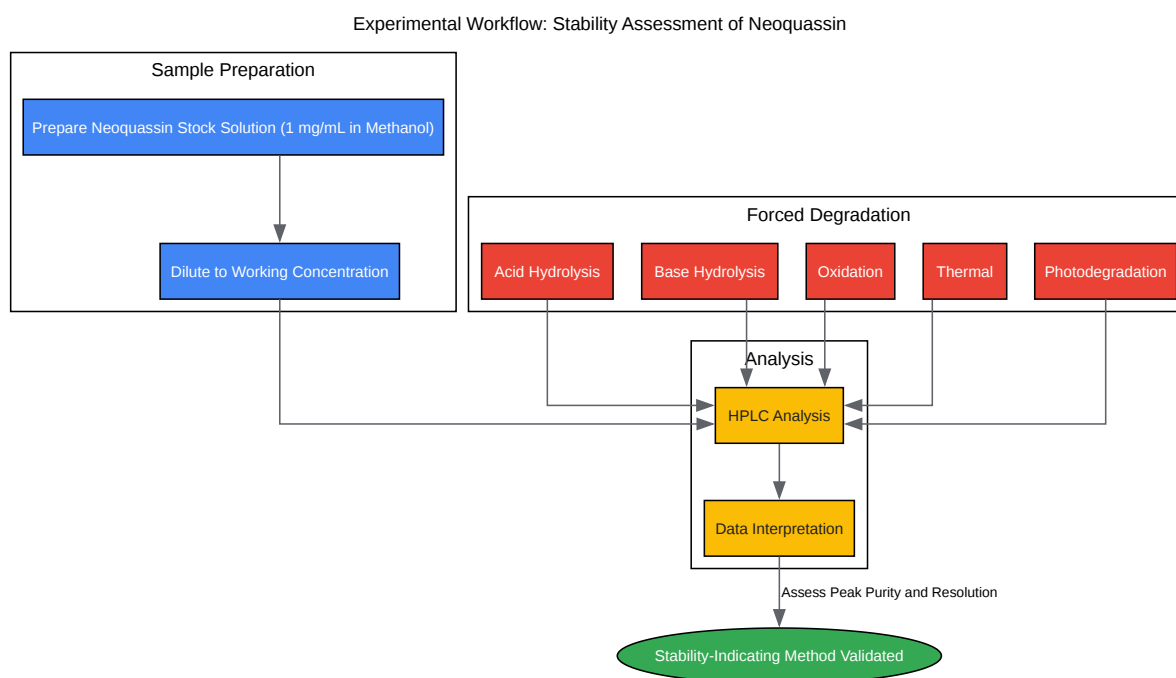 Experimental Workflow: Stability Assessment of Neoquassin
Sample Preparation
Prepare Neoquassin Stock Solution (1 mg/mL in Methanol)
Dilute to Working Concentration
Forced Degradation
Acid Hydrolysis
Base Hydrolysis
Oxidation
Thermal
Photodegradation
Analysis
HPLC Analysis
Data Interpretation
Assess Peak Purity and Resolution
Stability-Indicating Method Validated